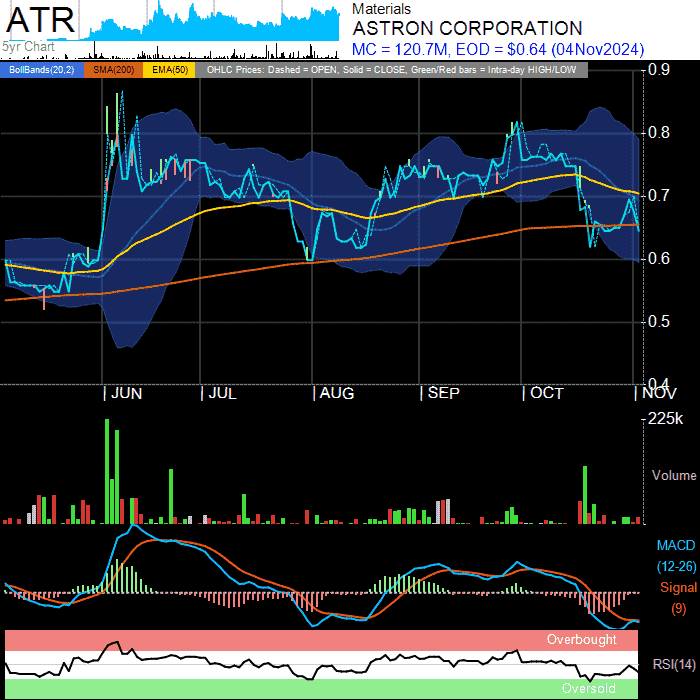 ATR
Materials
ASTRON CORPORATION
5yr Chart
MC = 120.7M, EOD = $0.64 (04Nov2024)
BollBands(20,2) SMA(200) EMA(50) OHLC Prices: Dashed = OPEN, Solid = CLOSE, Green/Red bars = Intra-day HIGH/LOW
0.9
0.8
0.7
0.6
0.5
0.4
| JUN | JUL | AUG | SEP | OCT | NOV
225k
Volume
MACD
(12-26)
Signal
(9)
Overbought
RSI(14)
Oversold